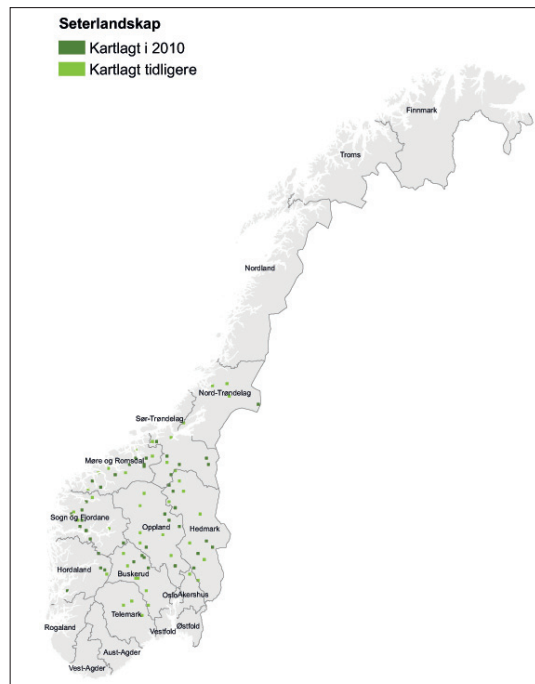 Seterlandskap
Kartlagt i 2010
Kartlagt tidligere
Finnmark
Troms
Nordland
Nord-Trøndelag
Sør-Trøndelag
Møre og Romsdal
Sogn og Fjordane
Oppland
Hedmark
Hordaland
Buskerud
Oslo
Akershus
Telemark
Østfold
Vestfold
Rogaland
Aust-Agder
Vest-Agder